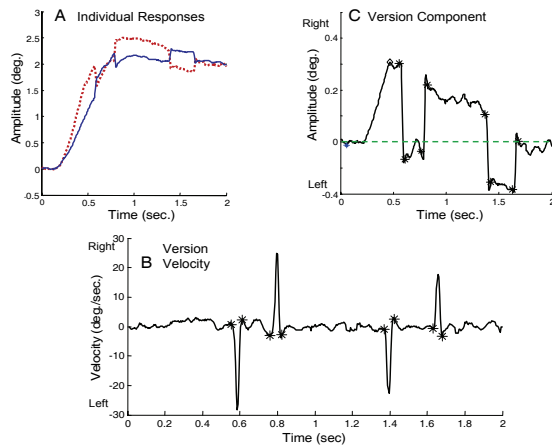 A Individual Responses
Amplitude (deg.)
2.5
2.5
2
1.5
1
0.5
0
0.5
0
0.5
1
1.5
2
Time (sec.)
C Version Component
Right
Amplitude (deg.)
0.4
0.2
0
-0.2
Left
-0.4
0
0.5
1
1.5
2
Time (sec.)
B Version
Velocity
Right
Velocity (deg./sec.)
30
20
10
0
-10
-20
Left
-30
0
0.2
0.4
0.6
0.8
1
1.2
1.4
1.6
1.8
2
Time (sec)